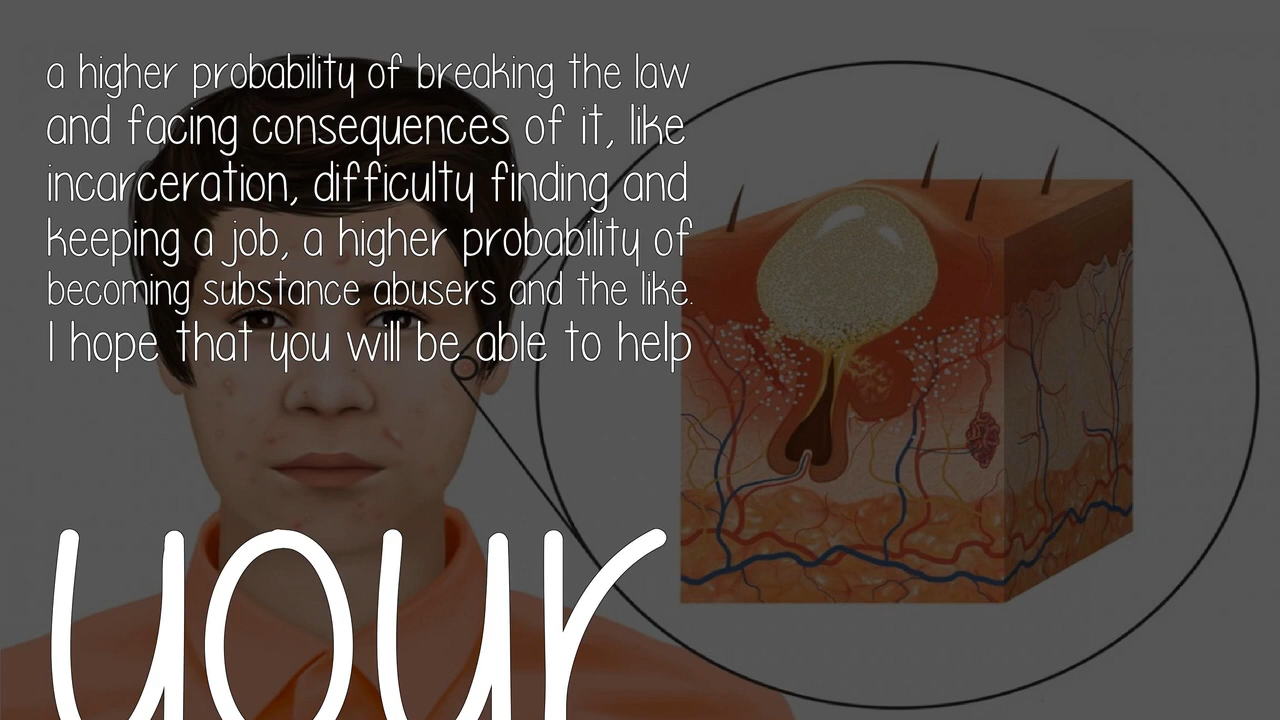 a higher probability of breaking the law
and facing consequences of it, like
incarceration, difficulty finding and
keeping a job, a higher probability of
becoming substance abusers and the like.
I hope that you will be able to help
your